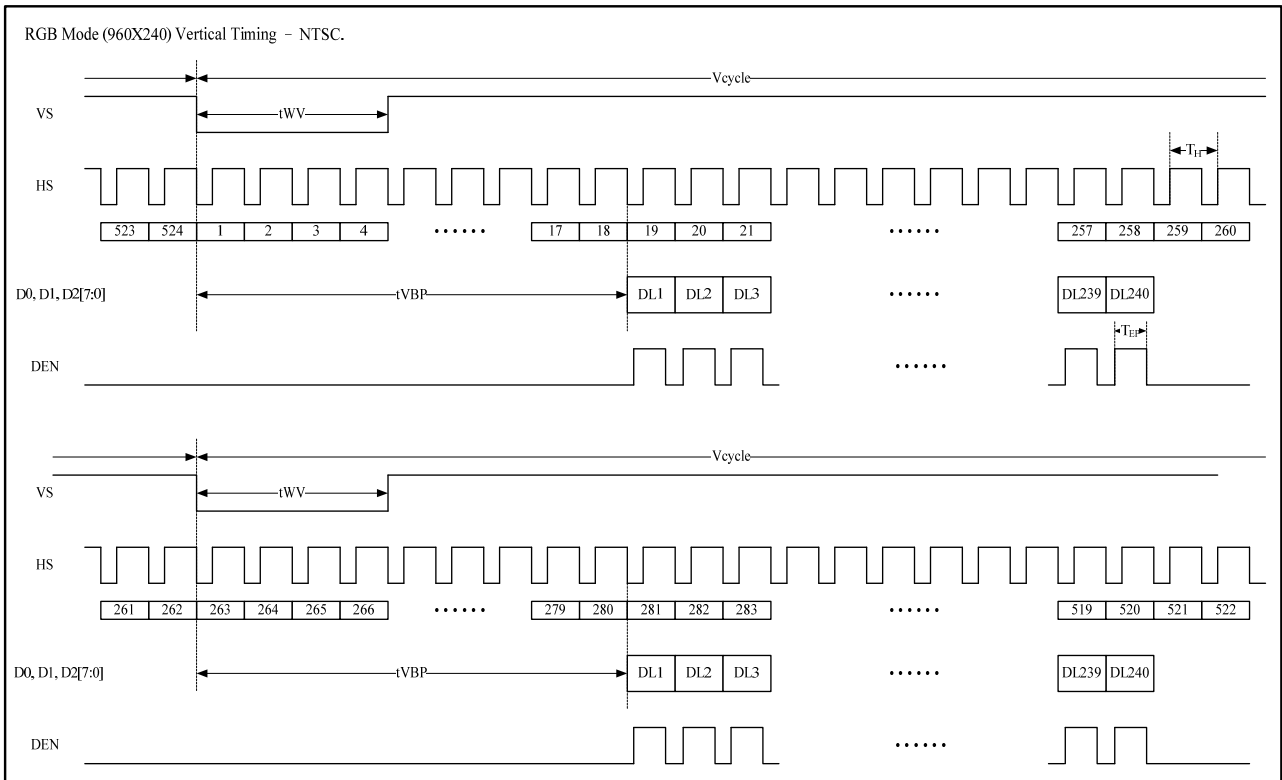 RGB Mode (960X240) Vertical Timing – NTSC.
Vcycle
VS
tWV
TH
HS
523 524 1 2 3 4 ...... 17 18 19 20 21 ...... 257 258 259 260
D0, D1, D2[7:0]
tVBP
DL1 DL2 DL3 ...... DL239 DL240
TEP
DEN
......
Vcycle
VS
tWV
HS
261 262 263 264 265 266 ...... 279 280 281 282 283 ...... 519 520 521 522
D0, D1, D2[7:0]
tVBP
DL1 DL2 DL3 ...... DL239 DL240
DEN
......